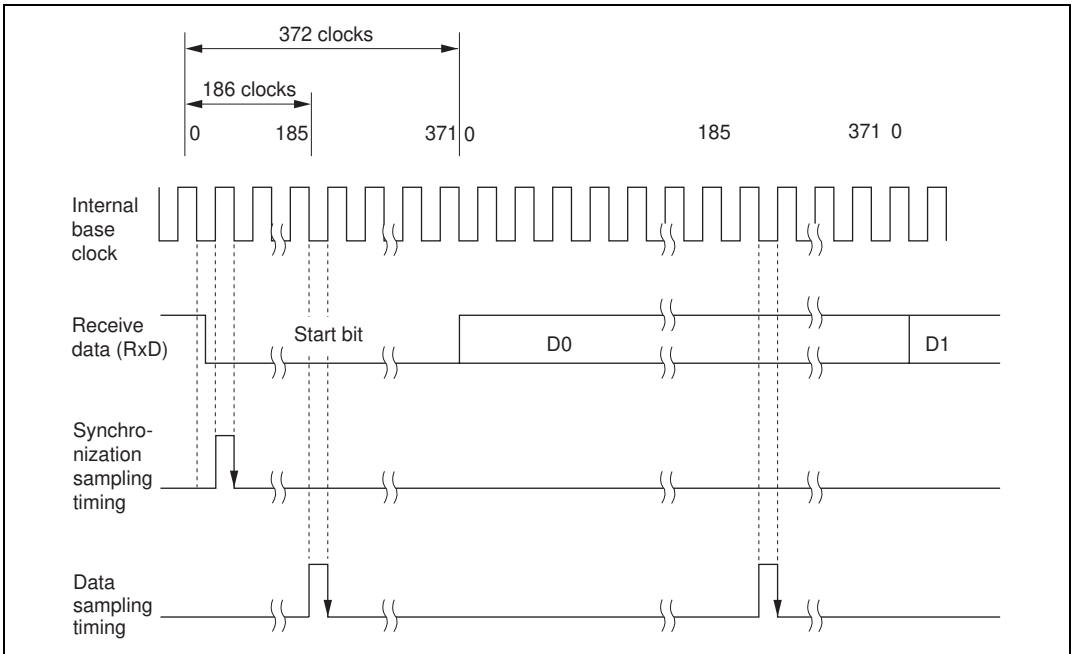 372 clocks
186 clocks
0 185 371 0 185 371 0
Internal
base
clock
Receive
data (RxD)
Start bit
D0
D1
Synchro-
nization
sampling
timing
Data
sampling
timing